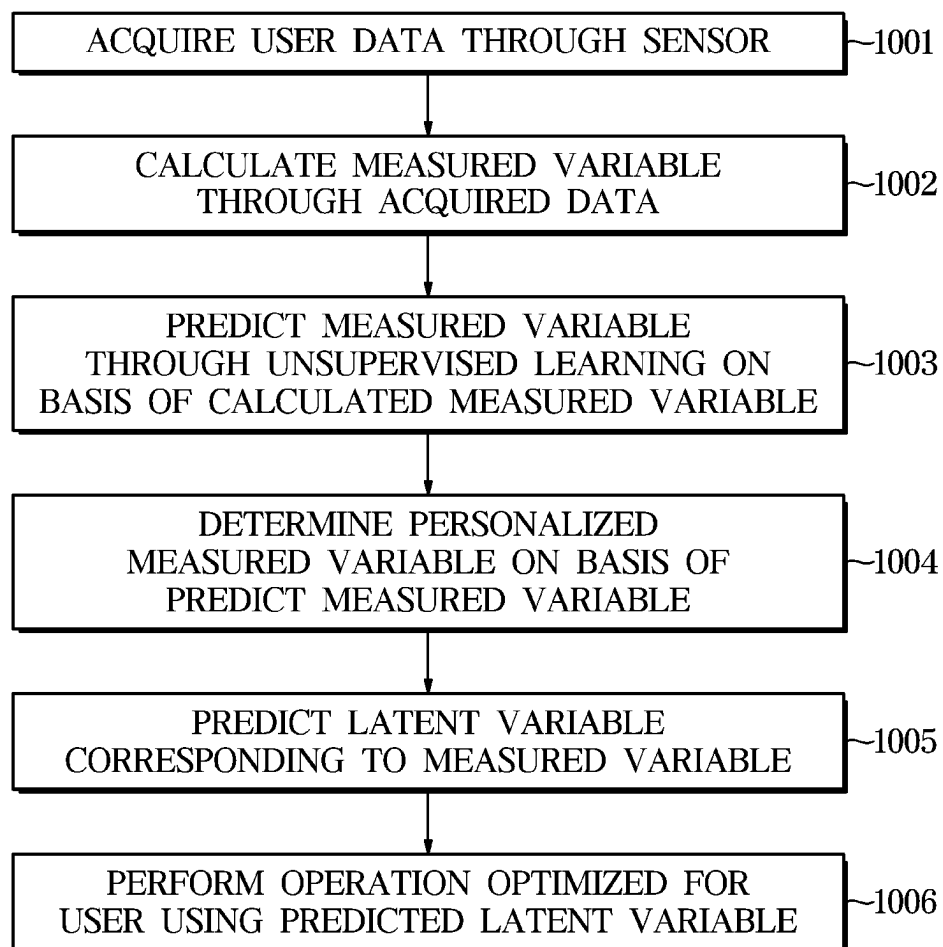 ACQUIRE USER DATA THROUGH SENSOR ~1001
CALCULATE MEASURED VARIABLE
THROUGH ACQUIRED DATA
~1002
PREDICT MEASURED VARIABLE
THROUGH UNSUPERVISED LEARNING ON
BASIS OF CALCULATED MEASURED VARIABLE
~1003
DETERMINE PERSONALIZED
MEASURED VARIABLE ON BASIS OF
PREDICT MEASURED VARIABLE
~1004
PREDICT LATENT VARIABLE
CORRESPONDING TO MEASURED VARIABLE
~1005
PERFORM OPERATION OPTIMIZED FOR
USER USING PREDICTED LATENT VARIABLE
~1006